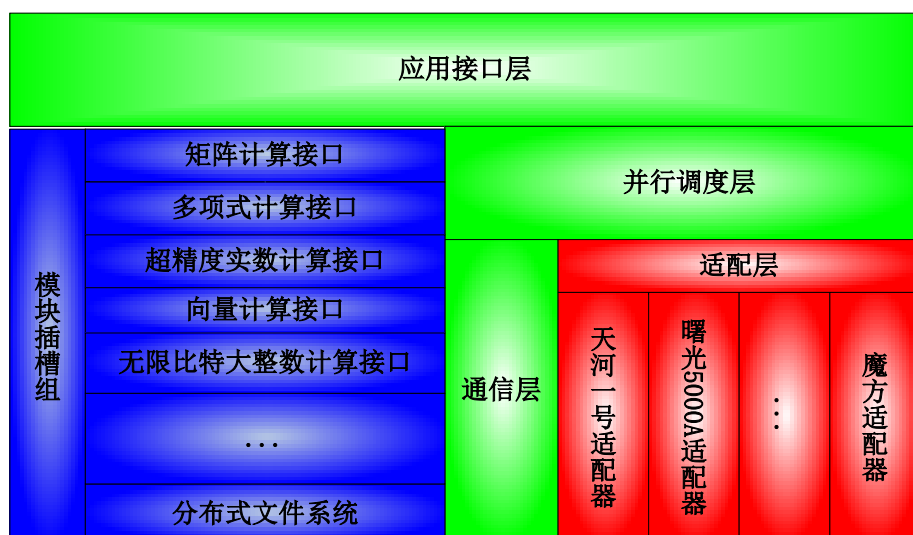 应用接口层
模块插槽组
矩阵计算接口
多项式计算接口
超精度实数计算接口
向量计算接口
无限比特大整数计算接口
...
分布式文件系统
并行调度层
通信层
适配层
天河一号适配器
曙光5000A适配器
...
魔方适配器